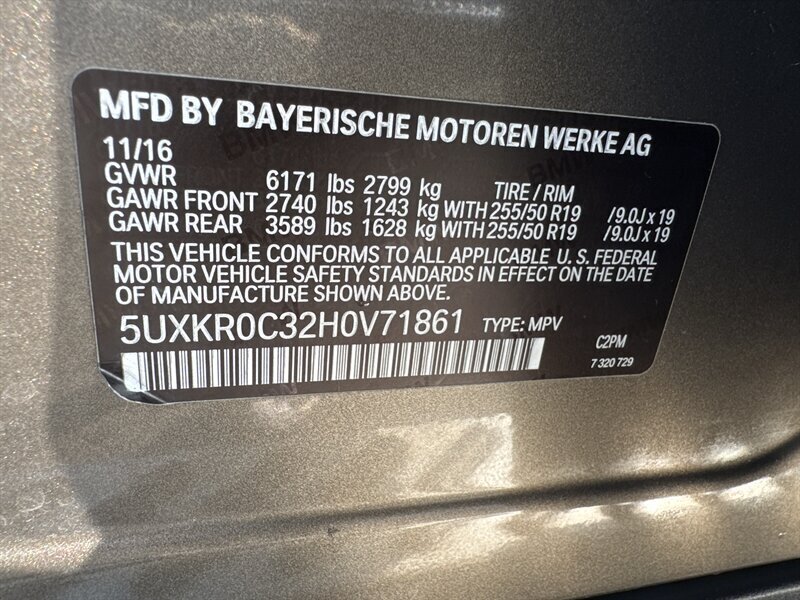 MFD BY BAYERISCHE MOTOREN WERKE AG
11/16
GVWR 6171 lbs 2799 kg TIRE / RIM
GAWR FRONT 2740 lbs 1243 kg WITH 255/50 R19 /9.0J x 19
GAWR REAR 3589 lbs 1628 kg WITH 255/50 R19 /9.0J x 19
THIS VEHICLE CONFORMS TO ALL APPLICABLE U. S. FEDERAL
MOTOR VEHICLE SAFETY STANDARDS IN EFFECT ON THE DATE
OF MANUFACTURE SHOWN ABOVE.
5UXKR0C32H0V71861 TYPE: MPV
C2PM
7 320 729